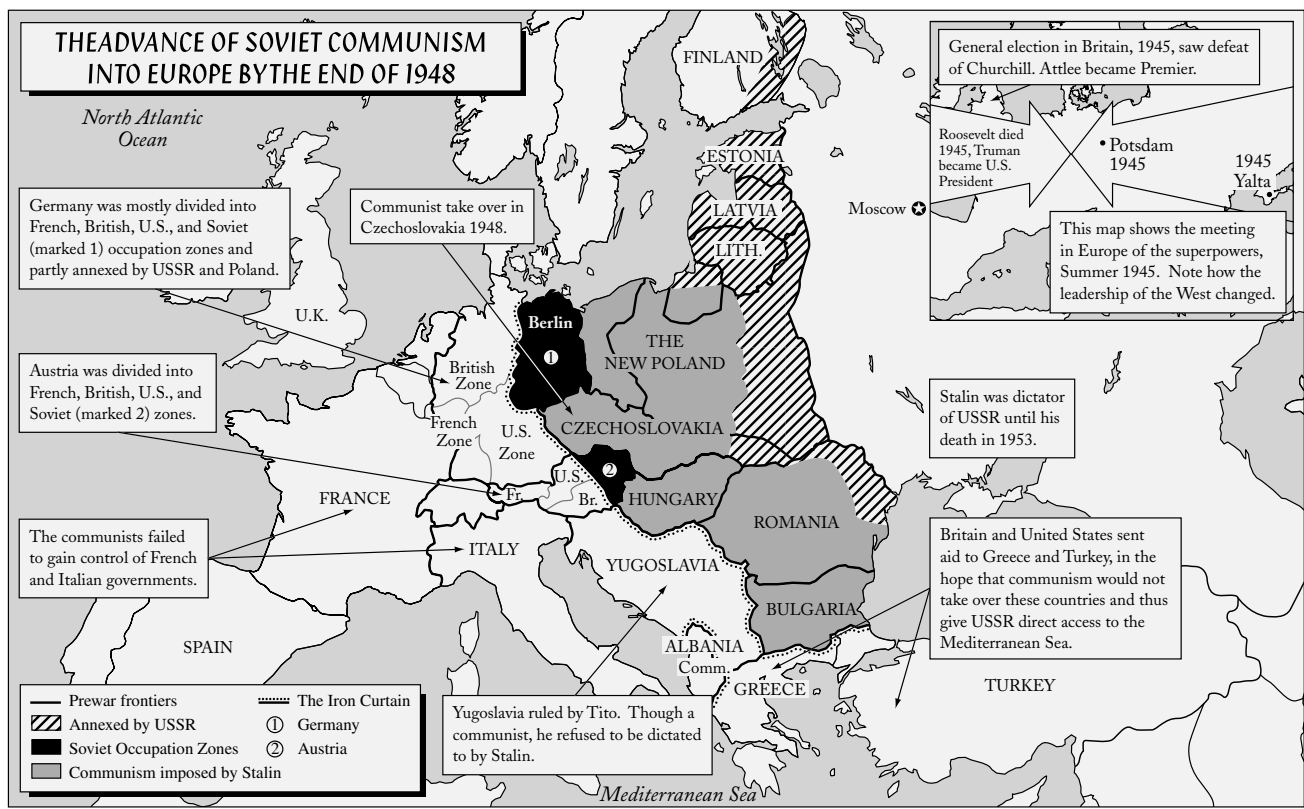 THEADVANCE OF SOVIET COMMUNISM
INTO EUROPE BYTHE END OF 1948
North Atlantic
Ocean
FINLAND
General election in Britain, 1945, saw defeat
of Churchill. Attlee became Premier.
Roosevelt died
1945, Truman
became U.S.
President
Potsdam
1945
1945
Yalta
This map shows the meeting
in Europe of the superpowers,
Summer 1945. Note how the
leadership of the West changed.
ESTONIA
LATVIA
LITH.
Moscow
Germany was mostly divided into
French, British, U.S., and Soviet
(marked 1) occupation zones and
partly annexed by USSR and Poland.
Communist take over in
Czechoslovakia 1948.
U.K.
Berlin
1
THE
NEW POLAND
British
Zone
French
Zone
U.S.
Zone
CZECHOSLOVAKIA
Austria was divided into
French, British, U.S., and
Soviet (marked 2) zones.
Stalin was dictator
of USSR until his
death in 1953.
2
U.S.
Fr.
Br.
HUNGARY
FRANCE
ROMANIA
The communists failed
to gain control of French
and Italian governments.
ITALY
YUGOSLAVIA
Britain and United States sent
aid to Greece and Turkey, in the
hope that communism would not
take over these countries and thus
give USSR direct access to the
Mediterranean Sea.
BULGARIA
SPAIN
ALBANIA
Comm.
GREECE
TURKEY
Yugoslavia ruled by Tito. Though a
communist, he refused to be dictated
to by Stalin.
Prewar frontiers
Annexed by USSR
Soviet Occupation Zones
Communism imposed by Stalin
The Iron Curtain
1 Germany
2 Austria
Mediterranean Sea